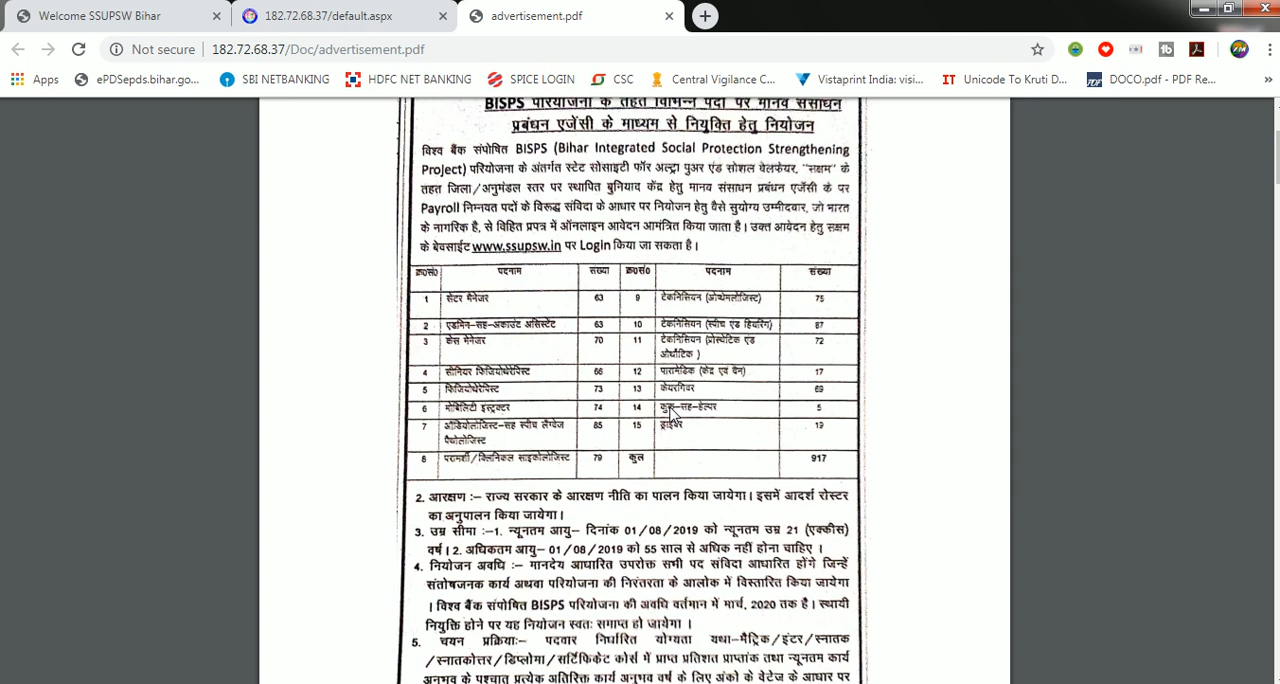 Welcome SSUPSW Bihar
182.72.68.37/default.aspx
advertisement.pdf
Not secure | 182.72.68.37/Doc/advertisement.pdf
Apps ePDSepds.bihar.go... SBI NETBANKING HDFC NET BANKING SPICE LOGIN CSC Central Vigilance C... Vistaprint India: visi... IT Unicode To Kruti D... DOCO.pdf - PDF Re... »
BISPS परियोजना के तहत विभिन्न पदों पर मानव संसाधन
प्रबंधन एजेंसी के माध्यम से नियुक्ति हेतु नियोजन
विश्व बैंक संपोषित BISPS (Bihar Integrated Social Protection Strengthening
Project) परियोजना के अंतर्गत स्टेट सोसाइटी फॉर अल्ट्रा पुअर एंड सोशल वेलफेयर, "सक्षम" के
तहत जिला/अनुमंडल स्तर पर स्थापित बुनियाद केंद्र हेतु मानव संसाधन प्रबंधन एजेंसी के पर
Payroll निम्नवत पदों के विरूद्ध संविदा के आधार पर नियोजन हेतु वैसे सुयोग्य उम्मीदवार, जो भारत
के नागरिक है, से विहित प्रपत्र में ऑनलाइन आवेदन आमंत्रित किया जाता है। उक्त आवेदन हेतु सक्षम
के बेवसाईट www.ssupsw.in पर Login किया जा सकता है।
क्र०सं० पदनाम संख्या क्र०सं० पदनाम संख्या
1 सेंटर मैनेजर 63 9 टेकनिसियन (ओप्थेमलोजिस्ट) 75
2 एडमिन-सह-अकाउंट असिस्टेंट 63 10 टेकनिसियन (स्पीच एंड हियरिंग) 87
3 केस मैनेजर 70 11 टेकनिसियन (प्रोस्थेटिक एंड
ओर्थोटिक )
72
4 सीनियर फिजियोथेरेपिस्ट 66 12 पारामेडिक (केंद्र एवं वैन) 17
5 फिजियोथेरेपिस्ट 73 13 केयरगिवर 69
6 मोबिलिटी इंस्ट्रक्टर 74 14 कुक-सह-हेल्पर 5
7 ऑडियोलोजिस्ट-सह स्पीच लैंग्वेज
पैथोलोजिस्ट
85 15 ड्राईभर 19
8 परामर्शी/क्लिनिकल साइकोलोजिस्ट 79 कुल 917
2. आरक्षण :– राज्य सरकार के आरक्षण नीति का पालन किया जायेगा। इसमें आदर्श रोस्टर
का अनुपालन किया जायेगा।
3. उम्र सीमा :–1. न्यूनतम आयु– दिनांक 01/08/2019 को न्यूनतम उम्र 21 (एक्कीस)
वर्ष। 2. अधिकतम आयु– 01/08/2019 को 55 साल से अधिक नहीं होना चाहिए ।
4. नियोजन अवधि :– मानदेय आधारित उपरोक्त सभी पद संविदा आधारित होंगे जिन्हें
संतोषजनक कार्य अथवा परियोजना की निरंतरता के आलोक में विस्तारित किया जायेगा
। विश्व बैंक संपोषित BISPS परियोजना की अवधि वर्तमान में मार्च, 2020 तक है। स्थायी
नियुक्ति होने पर यह नियोजन स्वतः समाप्त हो जायेगा ।
5. चयन प्रक्रियाः– पदवार निर्धारित योग्यता यथा–मैट्रिक/इंटर/स्नातक
/स्नातकोत्तर/डिप्लोमा/सर्टिफिकेट कोर्स में प्राप्त प्रतिशत प्राप्तांक तथा न्यूनतम कार्य
अनुभव के पश्चात प्रत्येक अतिरिक्त कार्य अनुभव वर्ष के लिए अंकों के वेटेज के आधार पर